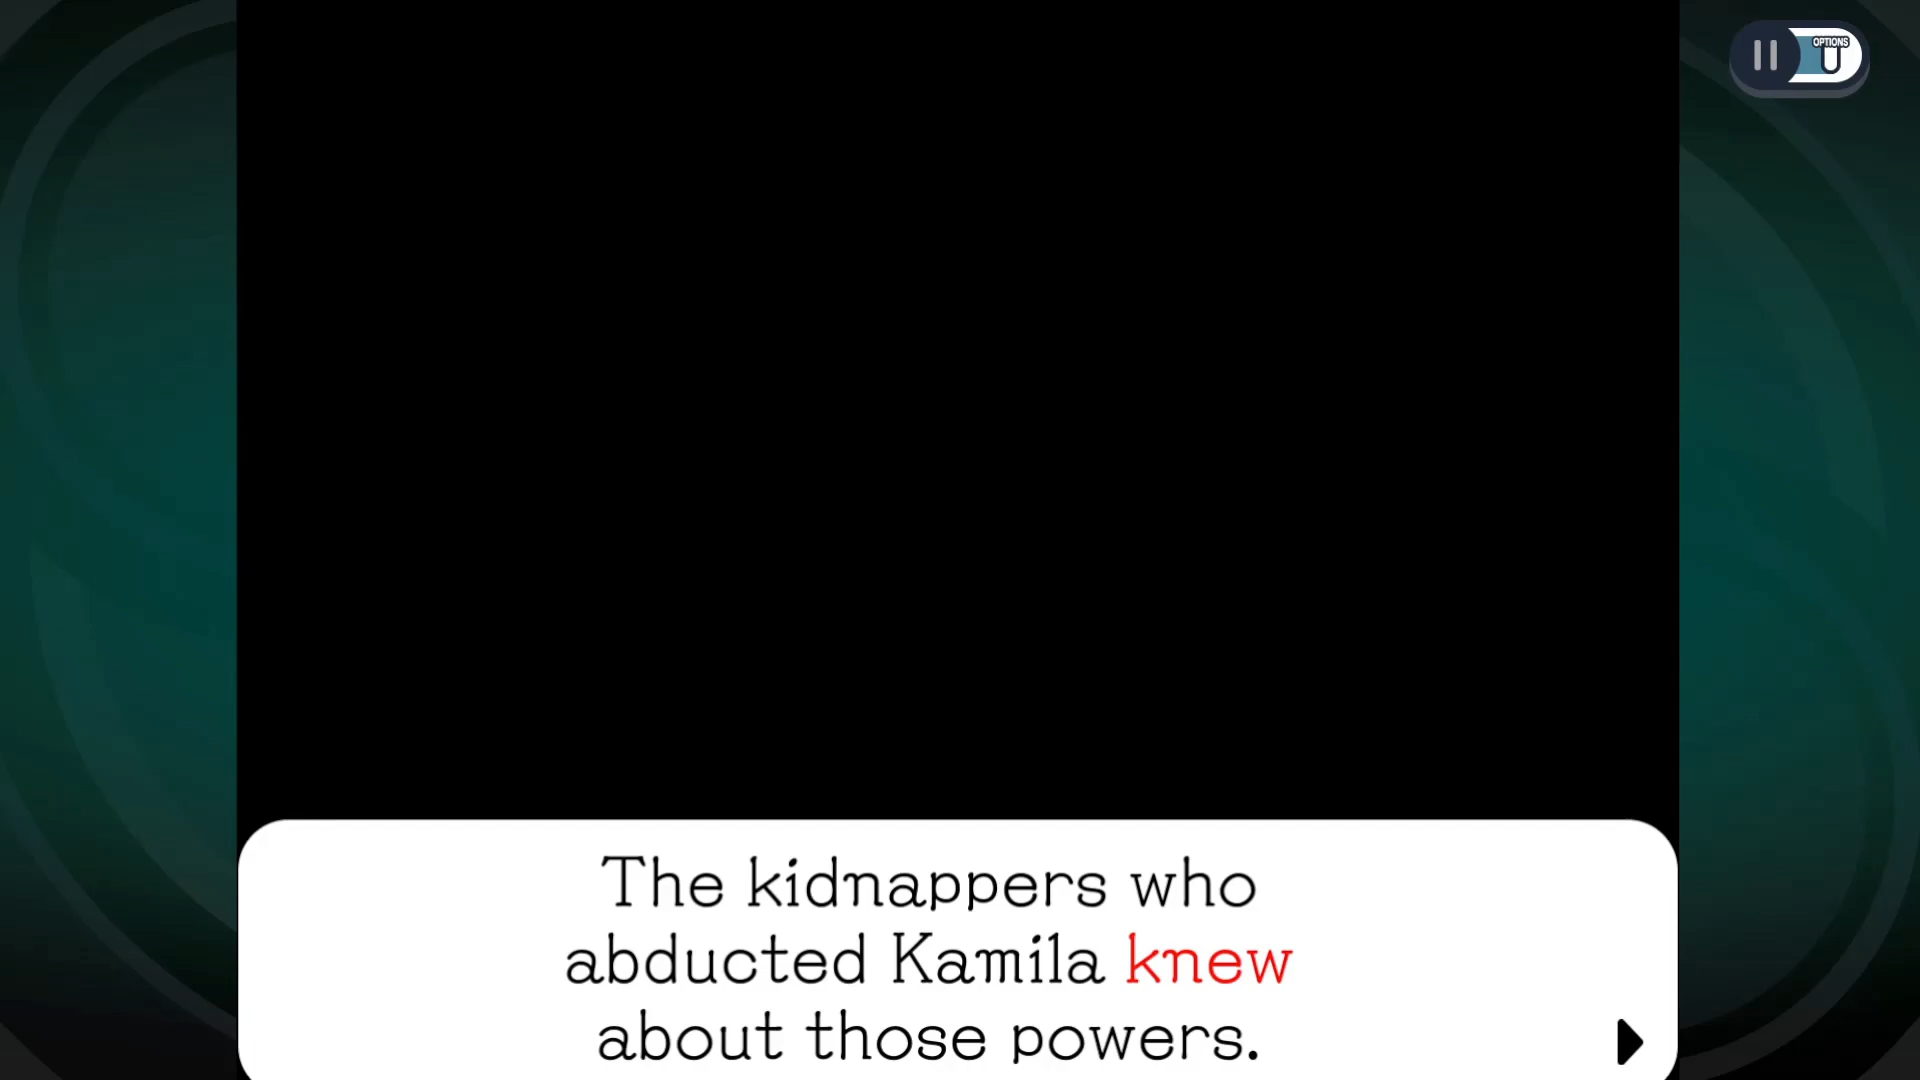 OPTIONS
The kidnappers who
abducted Kamila knew
about those powers.